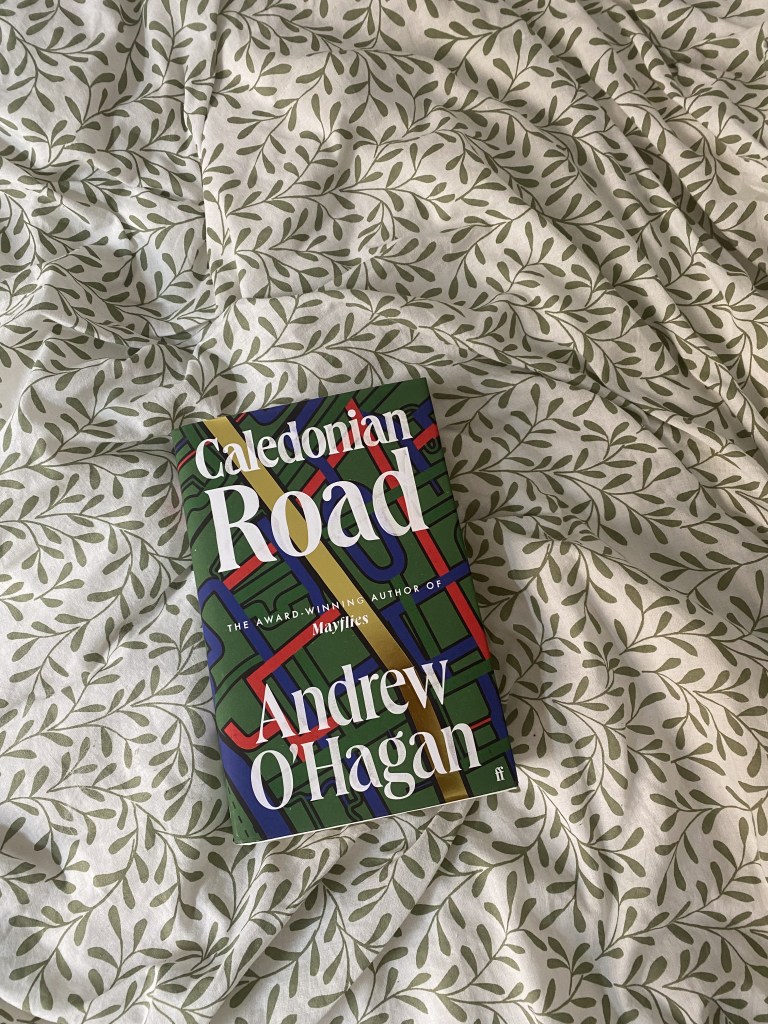 Caledonian
Road
THE AWARD-WINNING AUTHOR OF
Mayflies
Andrew
O'Hagan
ff